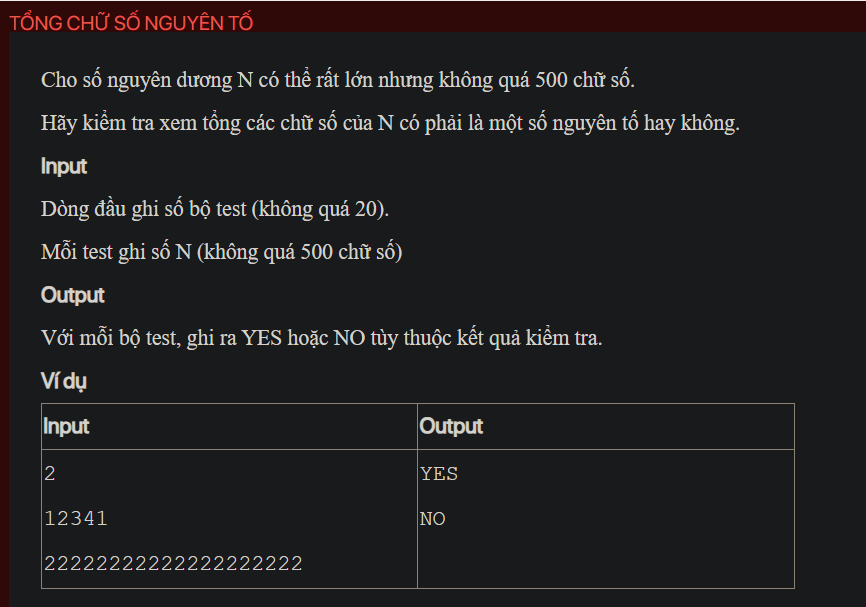 TỔNG CHỮ SỐ NGUYÊN TỐ
Cho số nguyên dương N có thể rất lớn nhưng không quá 500 chữ số.
Hãy kiểm tra xem tổng các chữ số của N có phải là một số nguyên tố hay không.
Input
Dòng đầu ghi số bộ test (không quá 20).
Mỗi test ghi số N (không quá 500 chữ số)
Output
Với mỗi bộ test, ghi ra YES hoặc NO tùy thuộc kết quả kiểm tra.
Ví dụ
Input Output
2 YES
12341 NO
22222222222222222222